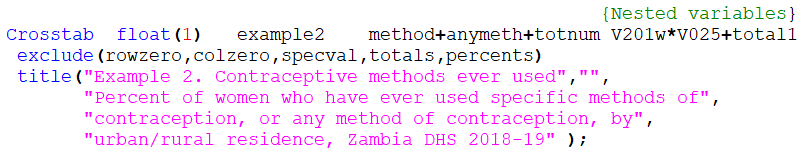 {Nested variables}
Crosstab float(1) example2 method+anymeth+totnum V201w*V025+total1
exclude(rowzero,colzero,specval,totals,percents)
title("Example 2. Contraceptive methods ever used","",
"Percent of women who have ever used specific methods of",
"contraception, or any method of contraception, by",
"urban/rural residence, Zambia DHS 2018-19" );